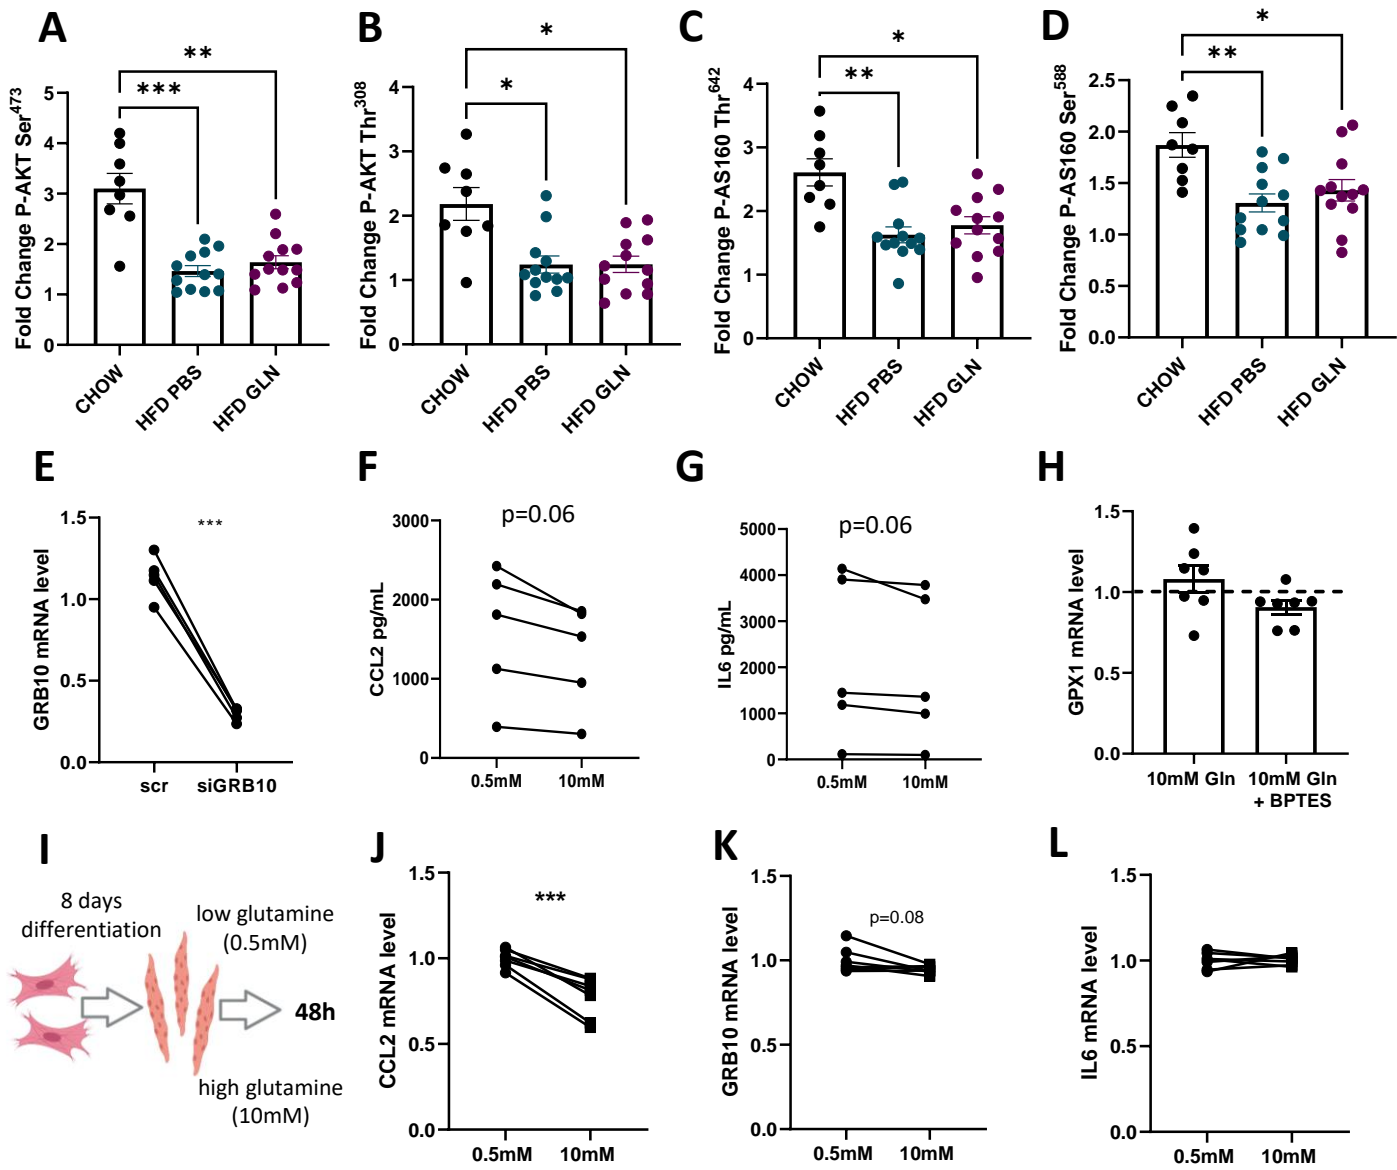 A
B
C
D
**
***
Fold Change P-AKT Ser473
5
4
3
2
1
0
CHOW
HFD PBS
HFD GLN
*
*
Fold Change P-AKT Thr308
4
3
2
1
0
CHOW
HFD PBS
HFD GLN
*
**
Fold Change P-AS160 Thr642
4
3
2
1
0
CHOW
HFD PBS
HFD GLN
*
**
Fold Change P-AS160 Ser588
2.5
2.0
1.5
1.0
0.5
0.0
CHOW
HFD PBS
HFD GLN
E
***
GRB10 mRNA level
1.5
1.0
0.5
0.0
scr
siGRB10
F
p=0.06
CCL2 pg/mL
3000
2000
1000
0
0.5mM
10mM
G
p=0.06
IL6 pg/mL
5000
4000
3000
2000
1000
0
0.5mM
10mM
H
GPX1 mRNA level
1.5
1.0
0.5
0.0
10mM Gln
10mM Gln
+ BPTES
I
8 days
differentiation
low glutamine
(0.5mM)
48h
high glutamine
(10mM)
J
***
CCL2 mRNA level
1.5
1.0
0.5
0.0
0.5mM
10mM
K
p=0.08
GRB10 mRNA level
1.5
1.0
0.5
0.0
0.5mM
10mM
L
IL6 mRNA level
1.5
1.0
0.5
0.0
0.5mM
10mM